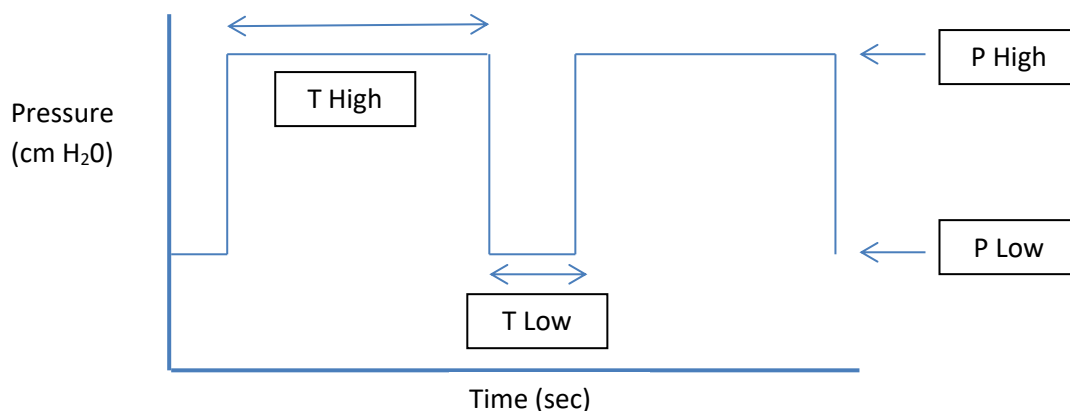 P High
T High
Pressure
(cm H₂0)
P Low
T Low
Time (sec)